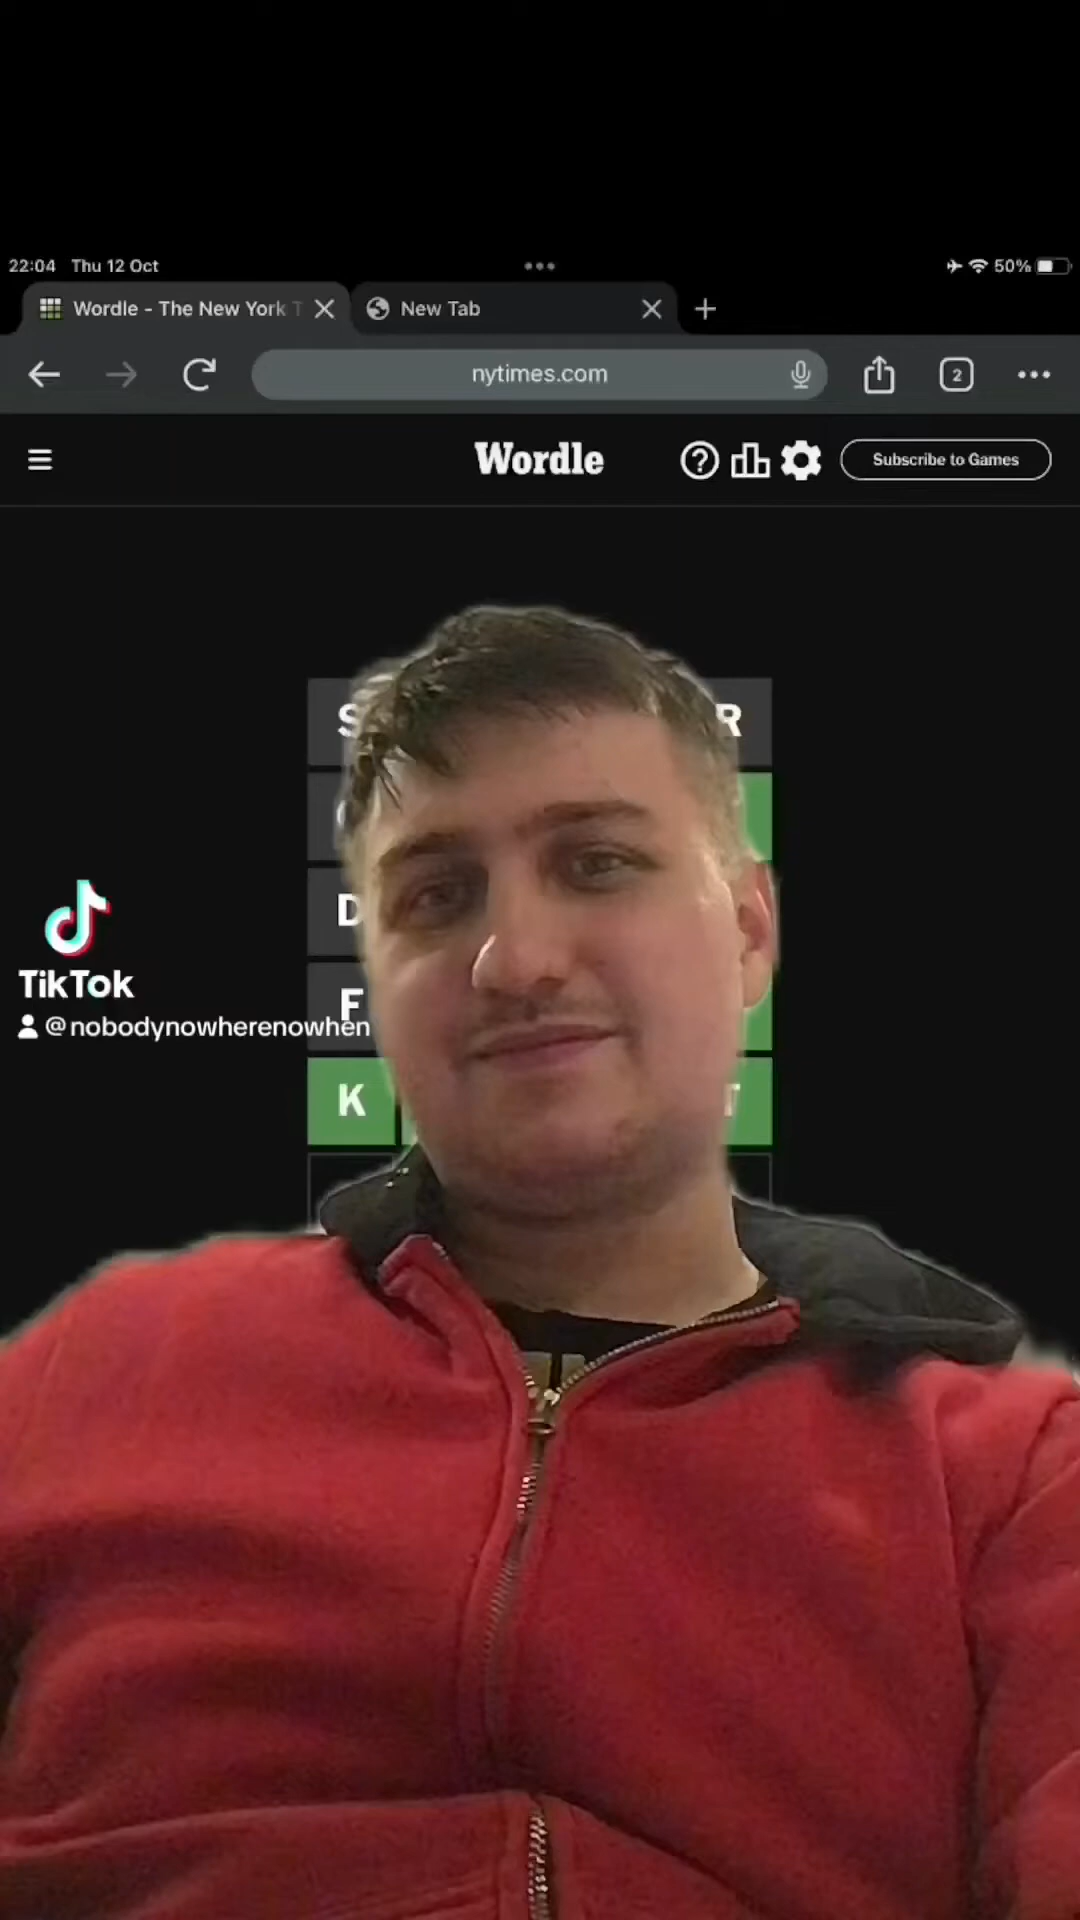 22:04 Thu 12 Oct
50%
Wordle - The New York T
New Tab
nytimes.com
2
Wordle
Subscribe to Games
S R
D
F
K T
TikTok
@nobodynowherenowhen